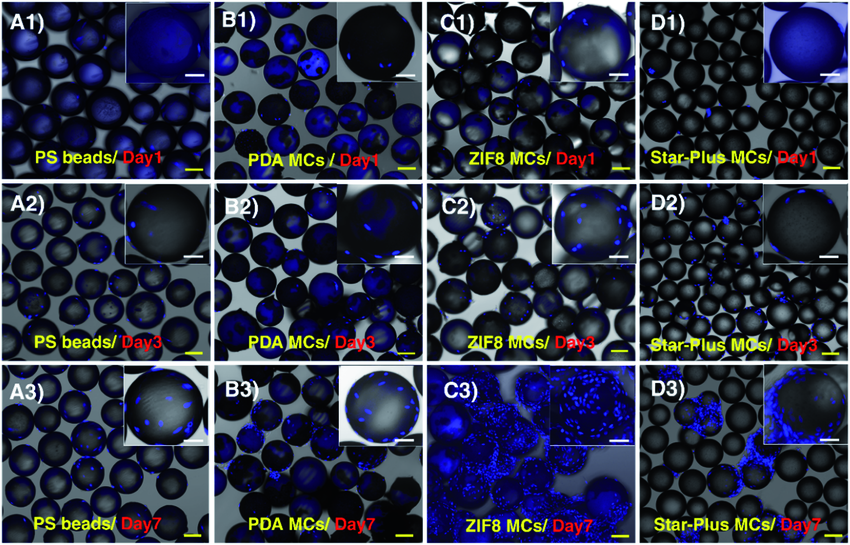 A1)
PS beads/ Day1
B1)
PDA MCs / Day1
C1)
ZIF8 MCs/ Day1
D1)
Star-Plus MCs/ Day1
A2)
PS beads/ Day3
B2)
PDA MCs/ Day3
C2)
ZIF8 MCs/ Day3
D2)
Star-Plus MCs/ Day3
A3)
PS beads/ Day7
B3)
PDA MCs/ Day7
C3)
ZIF8 MCs/ Day7
D3)
Star-Plus MCs/ Day7